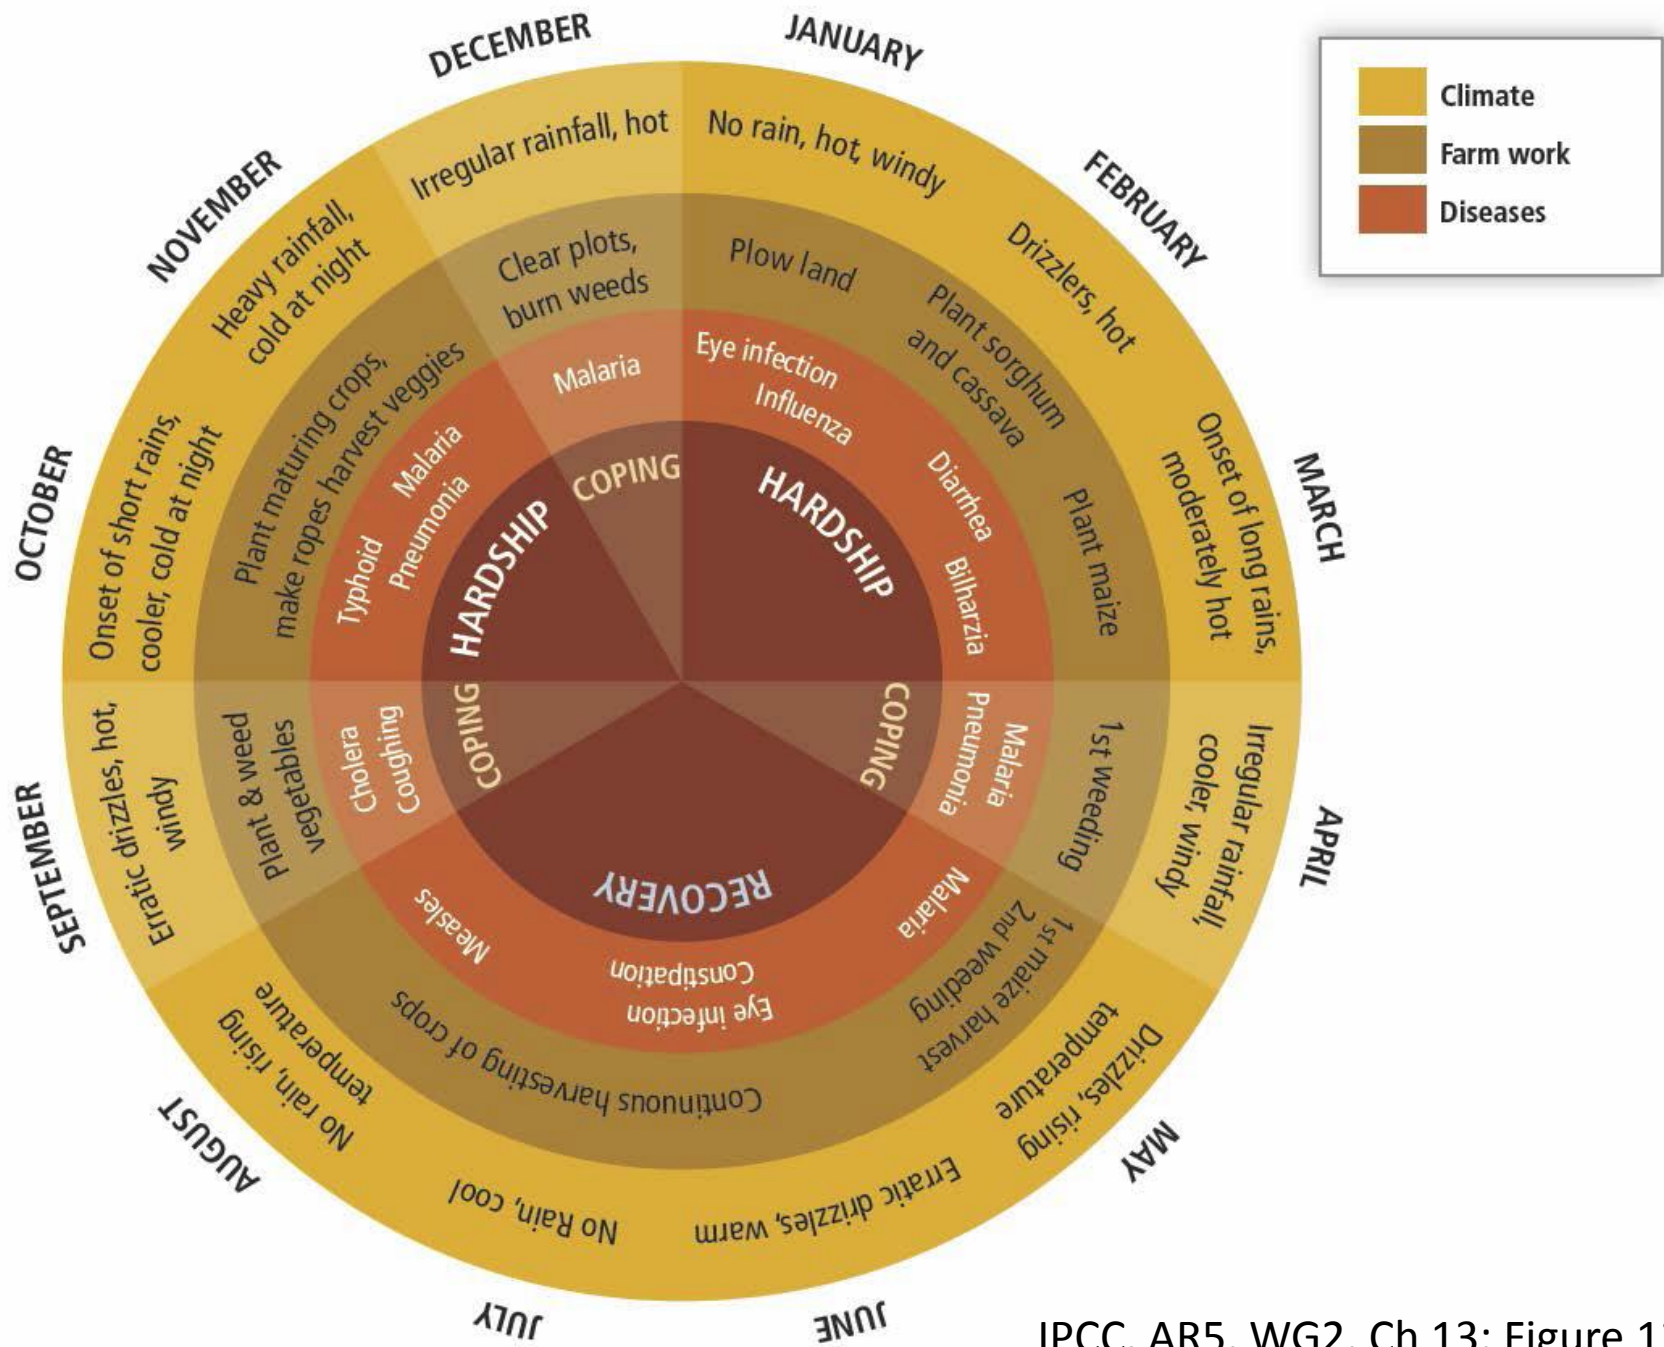 JANUARY
FEBRUARY
MARCH
APRIL
MAY
JUNE
JULY
AUGUST
SEPTEMBER
OCTOBER
NOVEMBER
DECEMBER
No rain, hot, windy
Drizzlers, hot
Onset of long rains,
moderately hot
Irregular rainfall,
cooler, windy
Drizzles, rising
temperature
Erratic drizzles, warm
No Rain, cool
No rain, rising
temperature
Erratic drizzles, hot,
windy
Onset of short rains,
cooler, cold at night
Heavy rainfall,
cold at night
Irregular rainfall, hot
Plow land
Plant sorghum
and cassava
Plant maize
1st weeding
1st maize harvest
2nd weeding
Continuous harvesting of crops
Plant & weed
vegetables
Plant maturing crops,
make ropes harvest veggies
Clear plots,
burn weeds
Eye infection
Influenza
Diarrhea
Bilharzia
Malaria
Pneumonia
Malaria
Eye infection
Constipation
Measles
Cholera
Coughing
Typhoid
Malaria
Pneumonia
Malaria
HARDSHIP
COPING
RECOVERY
COPING
HARDSHIP
COPING
Climate
Farm work
Diseases
IPCC, AR5, WG2, Ch 13: Figure